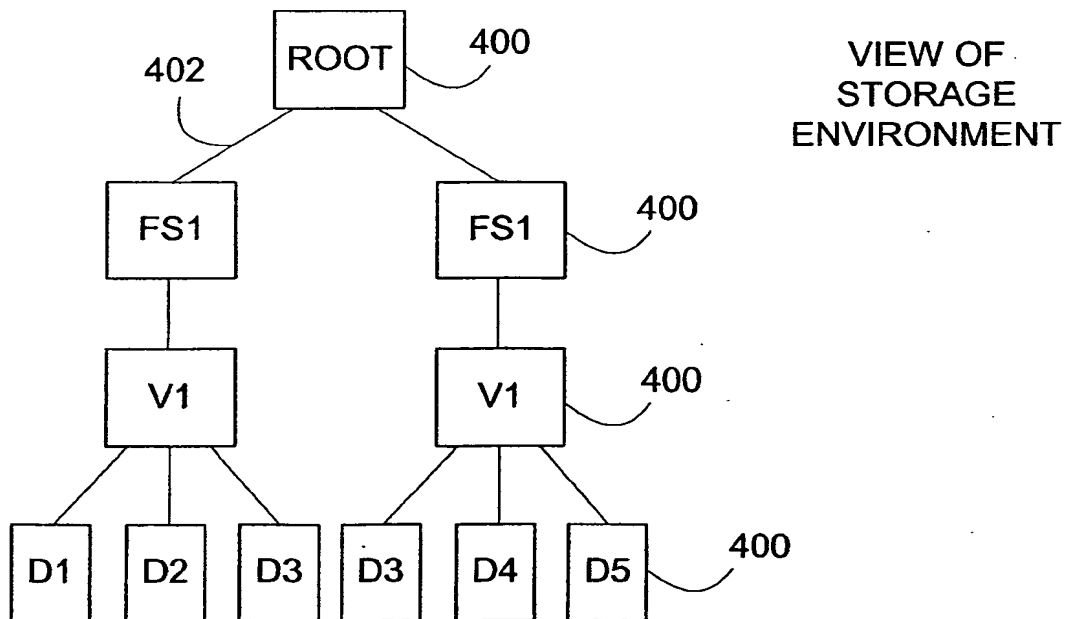 ROOT
400
402
VIEW OF
STORAGE
ENVIRONMENT
FS1
FS1
400
V1
V1
400
D1
D2
D3
D3
D4
D5
400